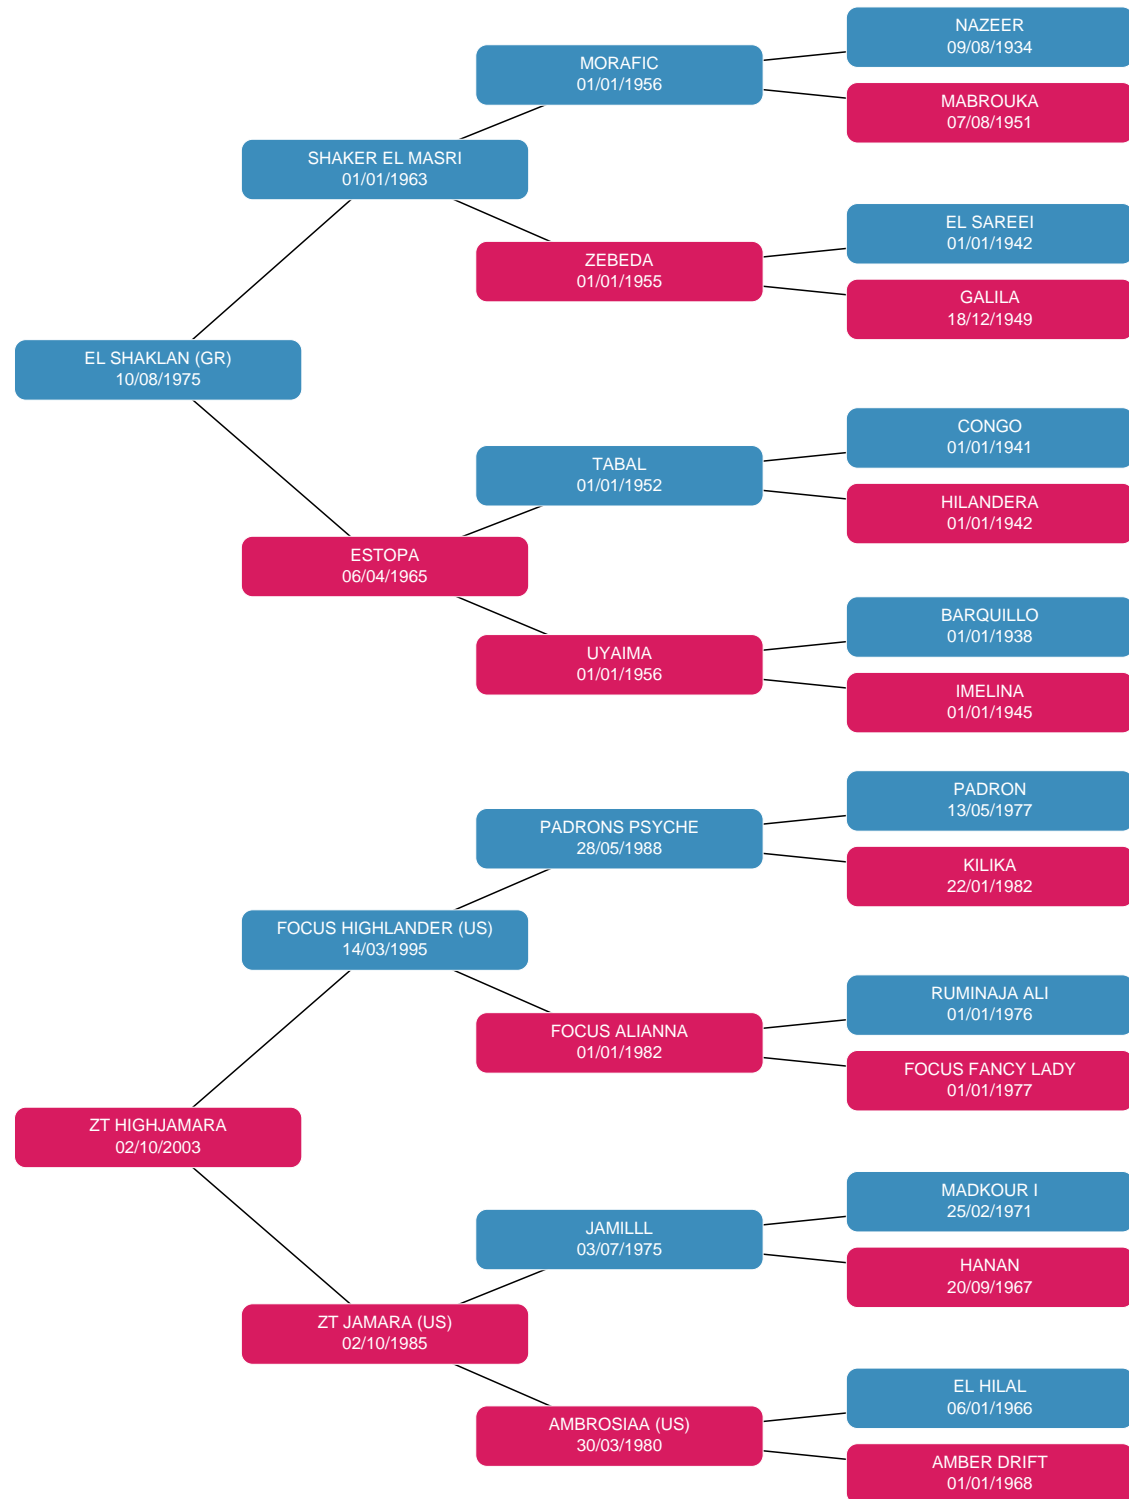 NAZEER
09/08/1934
MORAFIC
01/01/1956
MABROUKA
07/08/1951
SHAKER EL MASRI
01/01/1963
EL SAREEI
01/01/1942
ZEBEDA
01/01/1955
GALILA
18/12/1949
EL SHAKLAN (GR)
10/08/1975
CONGO
01/01/1941
TABAL
01/01/1952
HILANDERA
01/01/1942
ESTOPA
06/04/1965
BARQUILLO
01/01/1938
UYAIMA
01/01/1956
IMELINA
01/01/1945
PADRON
13/05/1977
PADRONS PSYCHE
28/05/1988
KILIKA
22/01/1982
FOCUS HIGHLANDER (US)
14/03/1995
RUMINAJA ALI
01/01/1976
FOCUS ALIANNA
01/01/1982
FOCUS FANCY LADY
01/01/1977
ZT HIGHJAMARA
02/10/2003
MADKOUR I
25/02/1971
JAMILLL
03/07/1975
HANAN
20/09/1967
ZT JAMARA (US)
02/10/1985
EL HILAL
06/01/1966
AMBROSIAA (US)
30/03/1980
AMBER DRIFT
01/01/1968